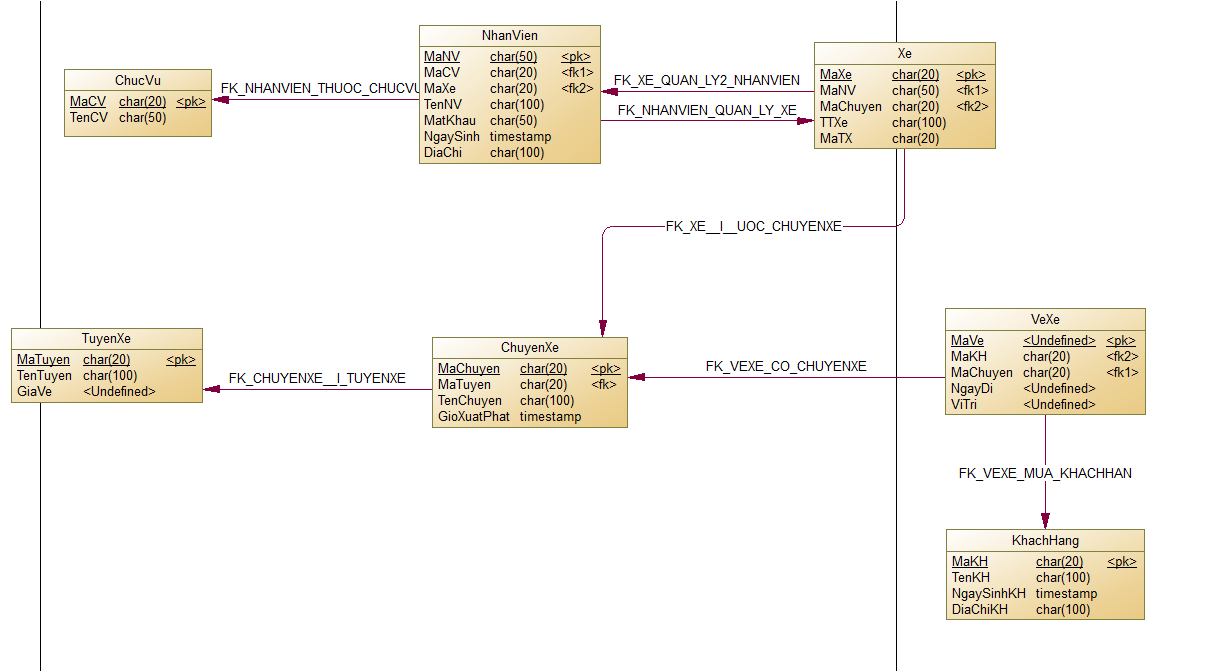 ChucVu
MaCV char(20) <pk>
TenCV char(50)
FK_NHANVIEN_THUOC_CHUCVU
NhanVien
MaNV char(50) <pk>
MaCV char(20) <fk1>
MaXe char(20) <fk2>
TenNV char(100)
MatKhau char(50)
NgaySinh timestamp
DiaChi char(100)
FK_XE_QUAN_LY2_NHANVIEN
FK_NHANVIEN_QUAN_LY_XE
Xe
MaXe char(20) <pk>
MaNV char(50) <fk1>
MaChuyen char(20) <fk2>
TTXe char(100)
MaTX char(20)
FK_XE__I__UOC_CHUYENXE
TuyenXe
MaTuyen char(20) <pk>
TenTuyen char(100)
GiaVe <Undefined>
FK_CHUYENXE__I_TUYENXE
ChuyenXe
MaChuyen char(20) <pk>
MaTuyen char(20) <fk>
TenChuyen char(100)
GioXuatPhat timestamp
FK_VEXE_CO_CHUYENXE
VeXe
MaVe <Undefined> <pk>
MaKH char(20) <fk2>
MaChuyen char(20) <fk1>
NgayDi <Undefined>
ViTri <Undefined>
FK_VEXE_MUA_KHACHHAN
KhachHang
MaKH char(20) <pk>
TenKH char(100)
NgaySinhKH timestamp
DiaChiKH char(100)